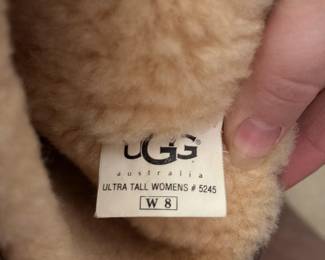 UGG®
australia
ULTRA TALL WOMENS # 5245
W 8